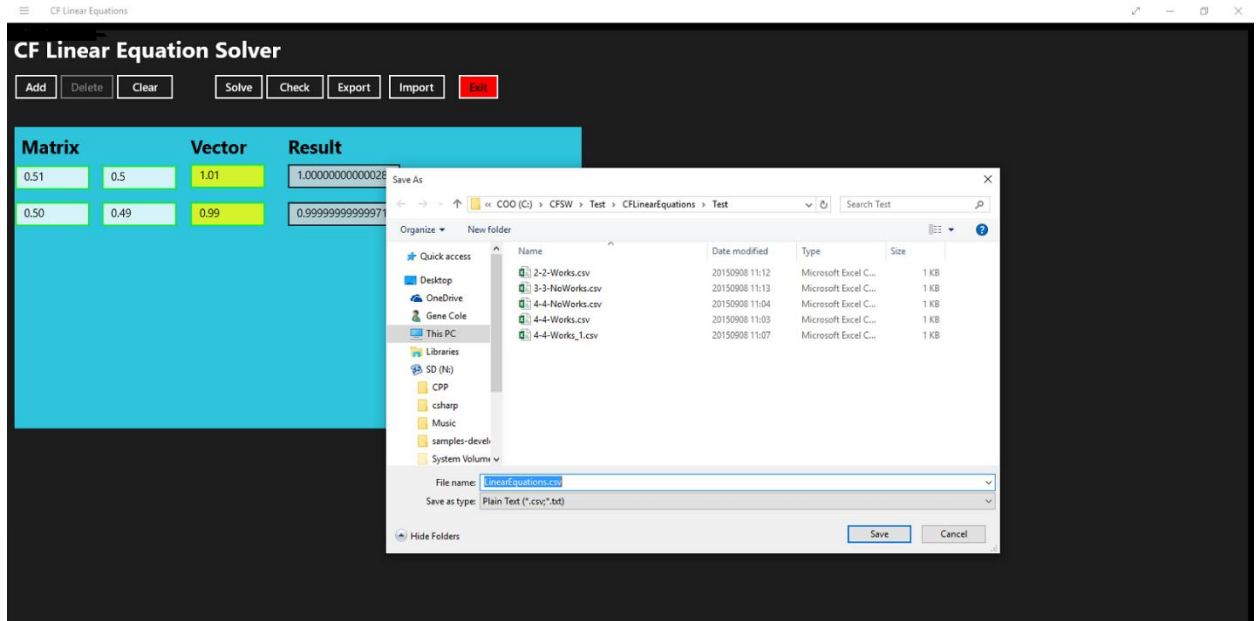 CF Linear Equations
CF Linear Equation Solver
Add Delete Clear Solve Check Export Import Exit
Matrix Vector Result
0.51 0.5 1.01 1.00000000000028
0.50 0.49 0.99 0.99999999999971
Save As
« COO (C:) › CFSW › Test › CFLinearEquations › Test Search Test
Organize New folder
Name Date modified Type Size
Quick access
Desktop
OneDrive
Gene Cole
This PC
Libraries
SD (N:)
CPP
csharp
Music
samples-devel
System Volume
2-2-Works.csv 20150908 11:12 Microsoft Excel C... 1 KB
3-3-NoWorks.csv 20150908 11:13 Microsoft Excel C... 1 KB
4-4-NoWorks.csv 20150908 11:04 Microsoft Excel C... 1 KB
4-4-Works.csv 20150908 11:03 Microsoft Excel C... 1 KB
4-4-Works_1.csv 20150908 11:07 Microsoft Excel C... 1 KB
File name: LinearEquations.csv
Save as type: Plain Text (*.csv;*.txt)
Hide Folders Save Cancel